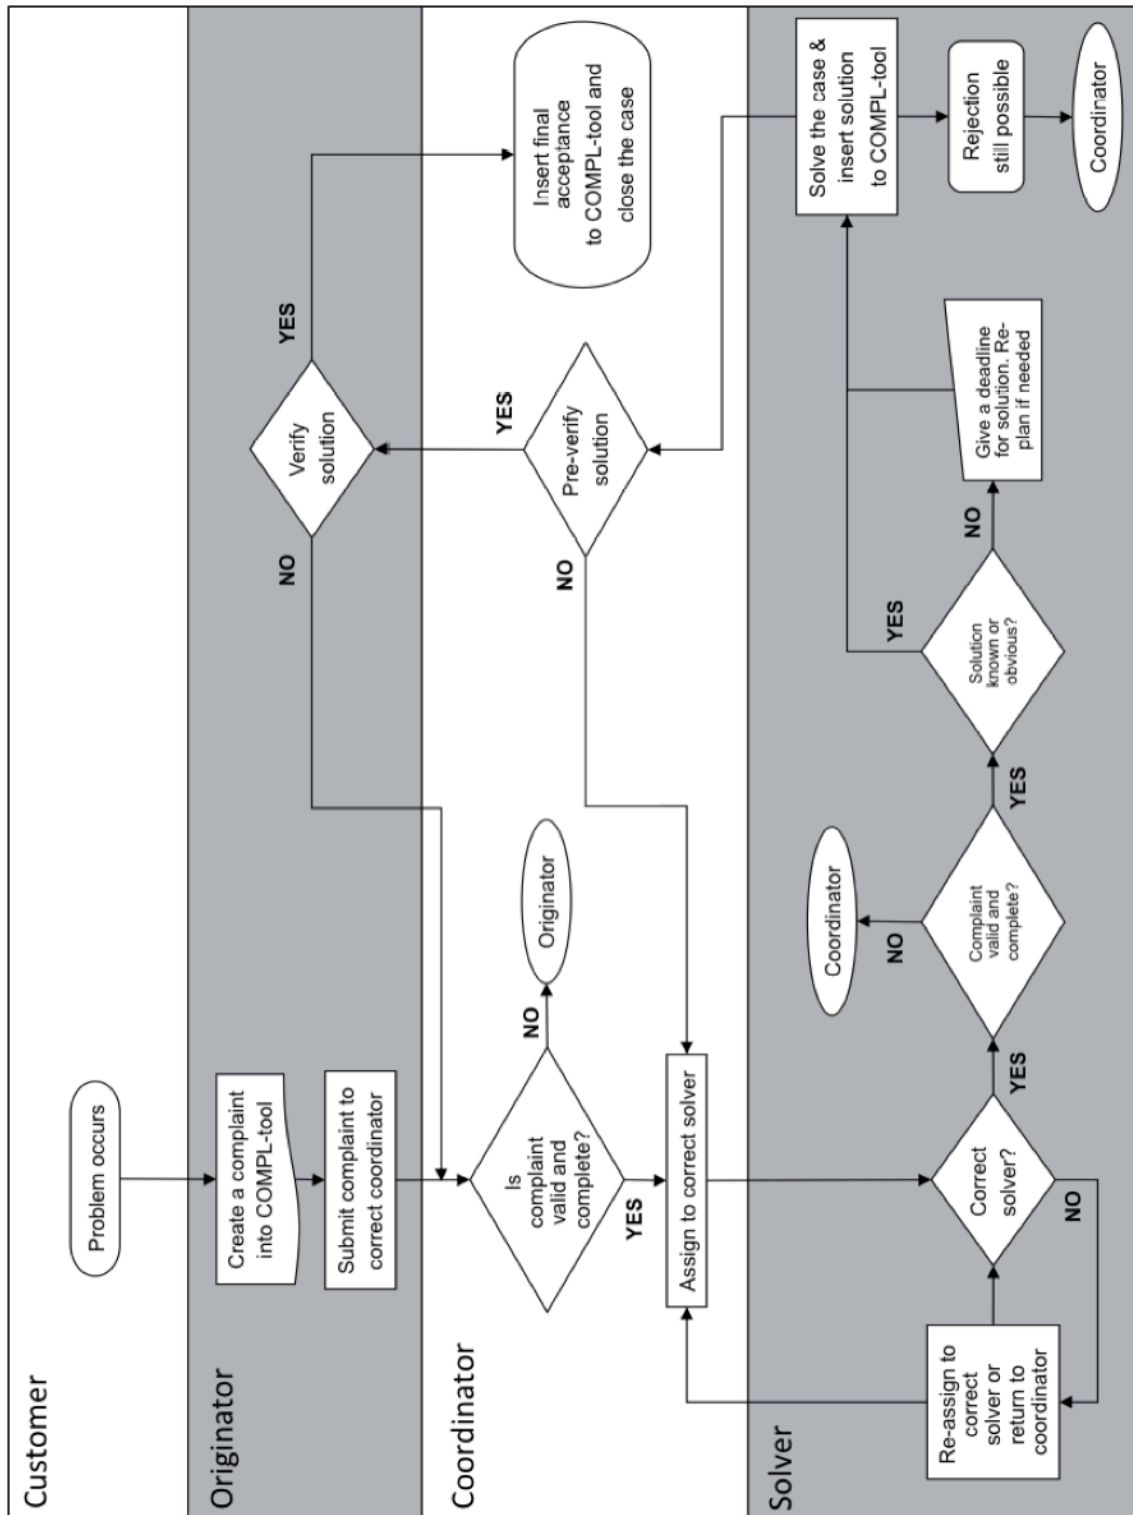 Customer
Problem occurs
Originator
Create a complaint
into COMPL-tool
Submit complaint to
correct coordinator
NO
Verify
solution
YES
Coordinator
Is
complaint
valid and
complete?
NO
YES
Originator
Assign to correct solver
NO
Pre-verify
solution
YES
Insert final
acceptance
to COMPL-tool and
close the case
Solver
Re-assign to
correct
solver or
return to
coordinator
Correct
solver?
NO
YES
Coordinator
NO
Complaint
valid and
complete?
YES
Solution
known or
obvious?
YES
NO
Give a deadline
for solution. Re-
plan if needed
Solve the case &
insert solution
to COMPL-tool
Rejection
still possible
Coordinator